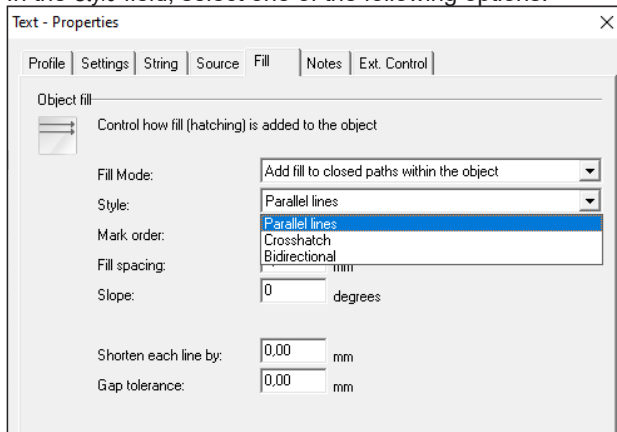 In the style field, select one of the following options:
Text - Properties
Profile Settings String Source Fill Notes Ext. Control
Object fill
Control how fill (hatching) is added to the object
Fill Mode: Add fill to closed paths within the object
Style: Parallel lines
Parallel lines
Mark order: Crosshatch
Bidirectional
Fill spacing: mm
Slope: 0 degrees
Shorten each line by: 0,00 mm
Gap tolerance: 0,00 mm